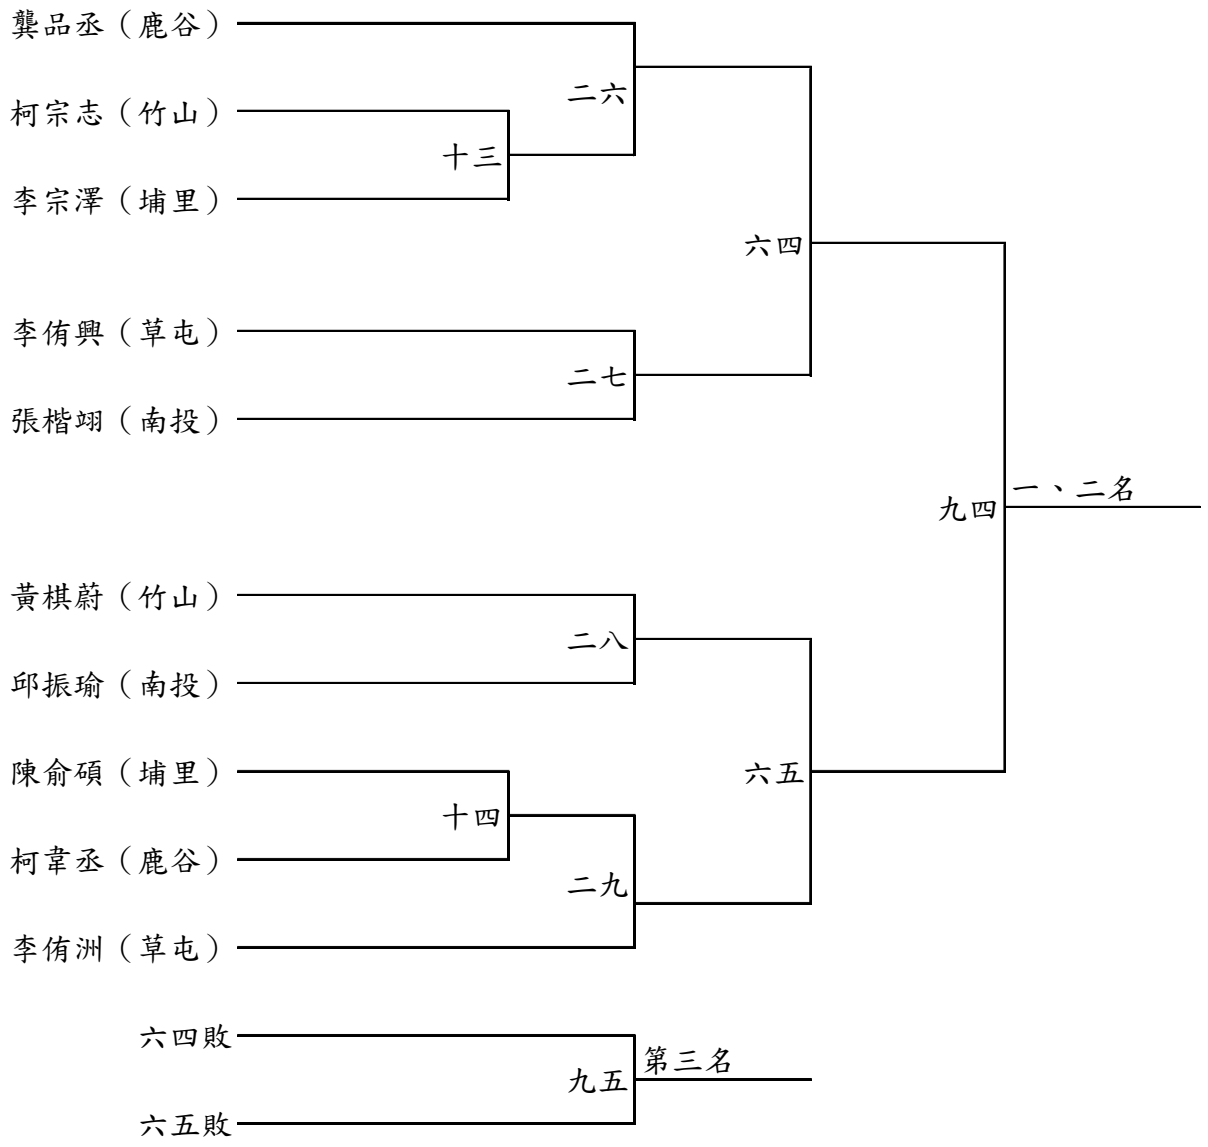 龔品丞（鹿谷）
二六
柯宗志（竹山）
十三
李宗澤（埔里）
六四
李侑興（草屯）
二七
張楷翊（南投）
一、二名
九四
黃棋蔚（竹山）
二八
邱振瑜（南投）
陳俞碩（埔里）
六五
十四
柯韋丞（鹿谷）
二九
李侑洲（草屯）
六四敗
第三名
九五
六五敗